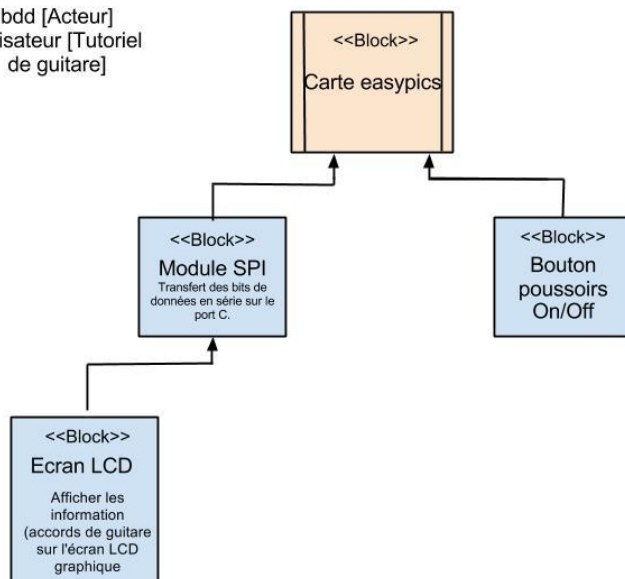 bdd [Acteur]
isateur [Tutoriel
de guitare]
<<Block>>
Carte easypics
<<Block>>
Module SPI
Transfert des bits de
données en série sur le
port C.
<<Block>>
Bouton
poussoirs
On/Off
<<Block>>
Ecran LCD
Afficher les
information
(accords de guitare
sur l'écran LCD
graphique